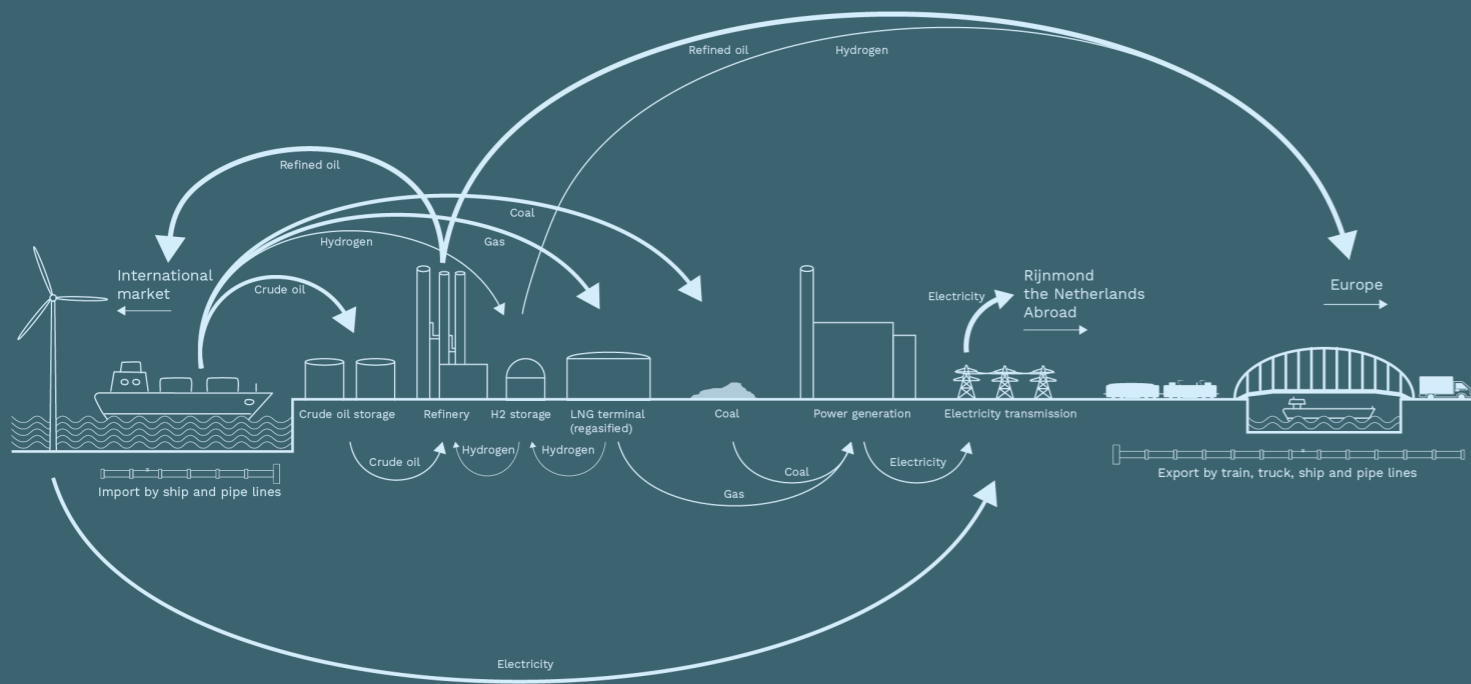 Refined oil
Hydrogen
Refined oil
Coal
Hydrogen
Gas
International
market
Crude oil
Electricity
Rijnmond
the Netherlands
Abroad
Europe
Crude oil storage
Refinery
H2 storage
LNG terminal
(regasified)
Coal
Power generation
Electricity transmission
Crude oil
Hydrogen
Hydrogen
Coal
Electricity
Gas
Import by ship and pipe lines
Export by train, truck, ship and pipe lines
Electricity